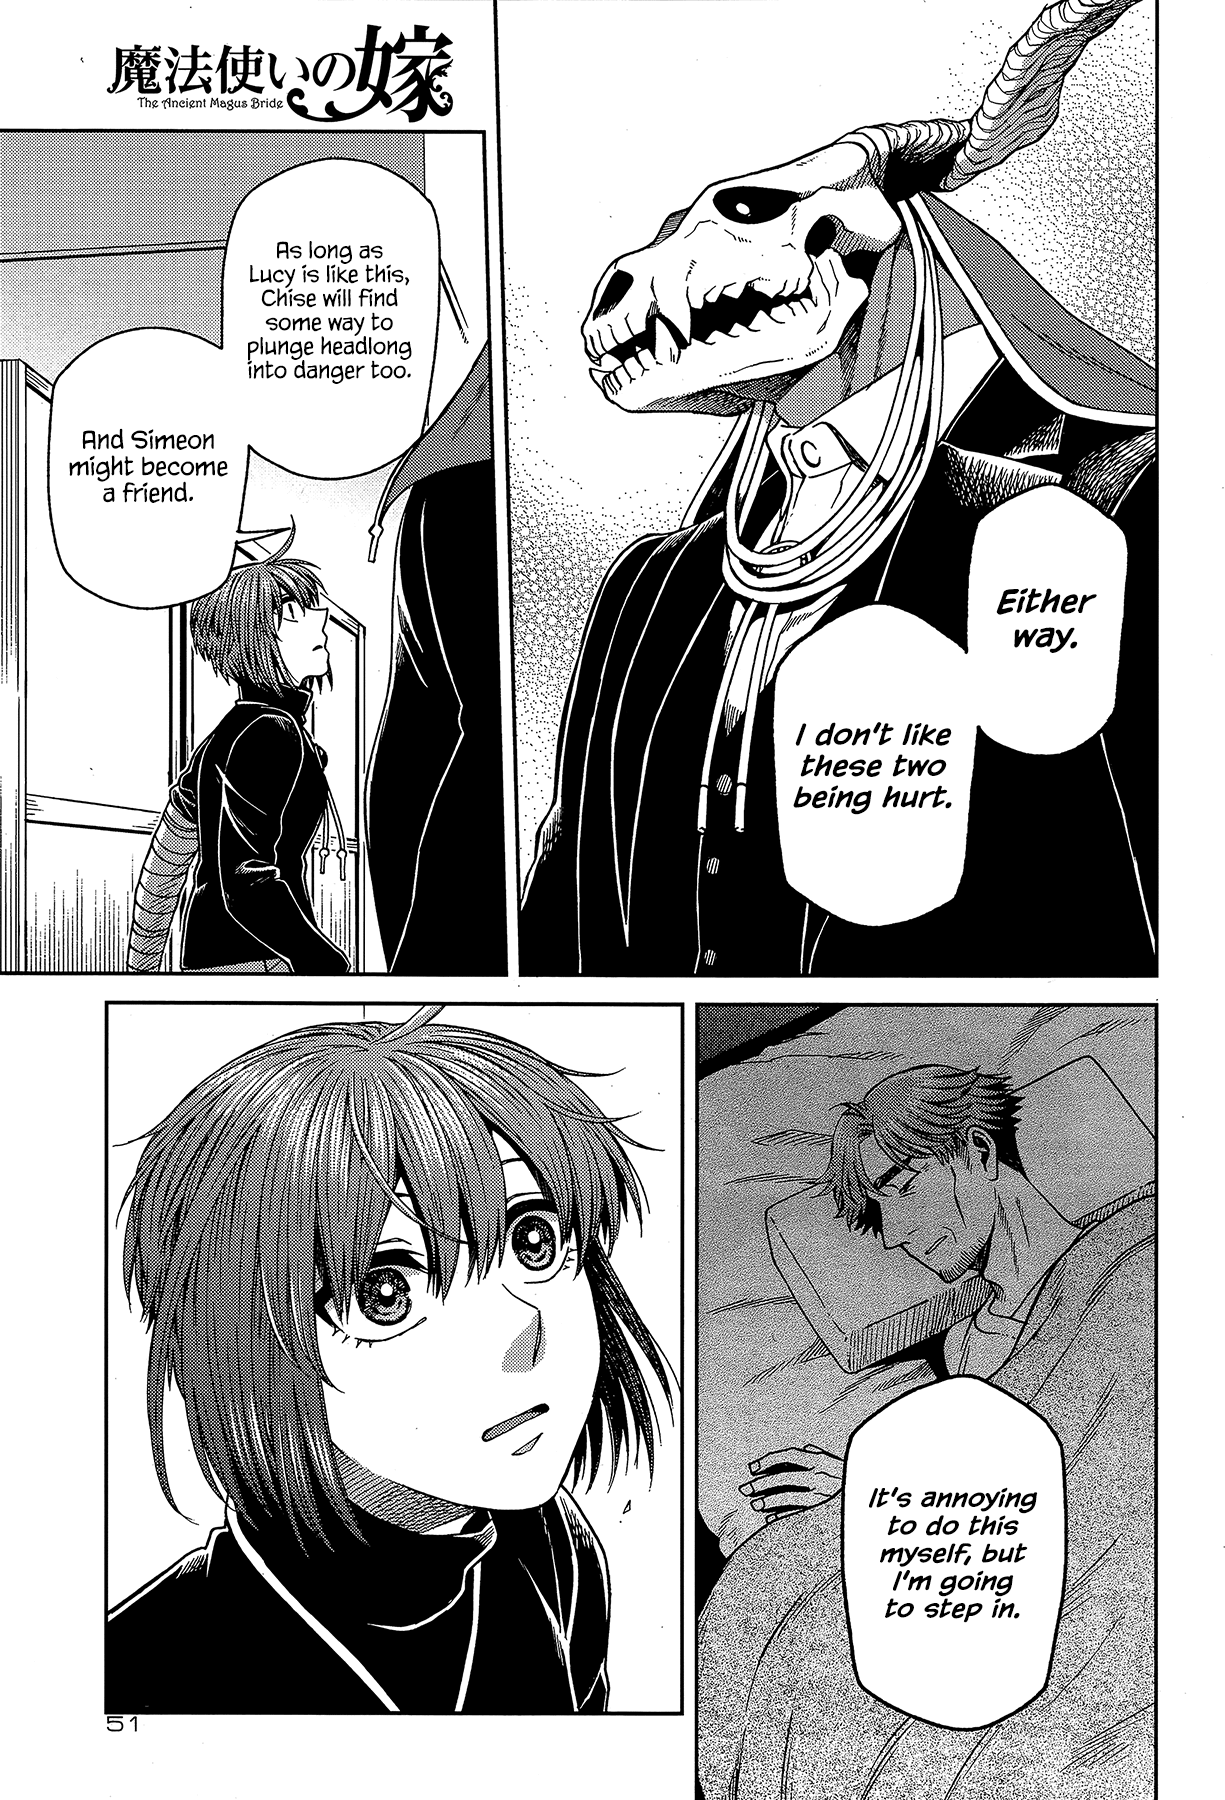 魔法使いの嫁
The Ancient Magus Bride
Either
way.
I don't like
these two
being hurt.
As long as
Lucy is like this,
Chise will find
some way to
plunge headlong
into danger too.
And Simeon
might become
a friend.
It's annoying
to do this
myself, but
I'm going
to step in.
51